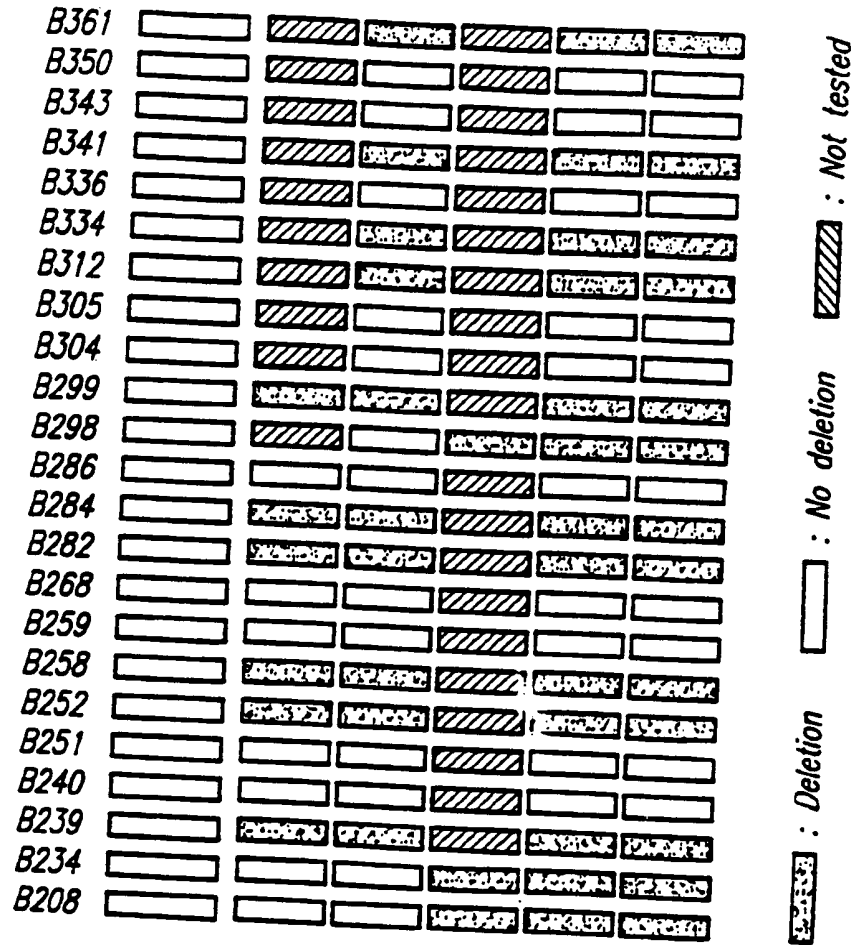 B361
B350
B343
B341
B336
B334
B312
B305
B304
B299
B298
B286
B284
B282
B268
B259
B258
B252
B251
B240
B239
B234
B208
: Not tested
: No deletion
: Deletion